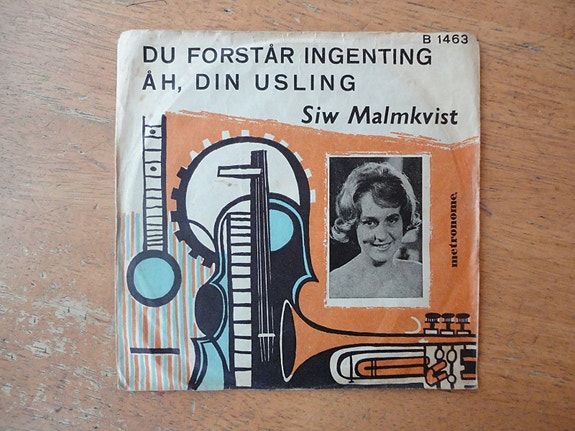 B 1463
DU FORSTÅR INGENTING
ÅH, DIN USLING
Siw Malmkvist
metronome